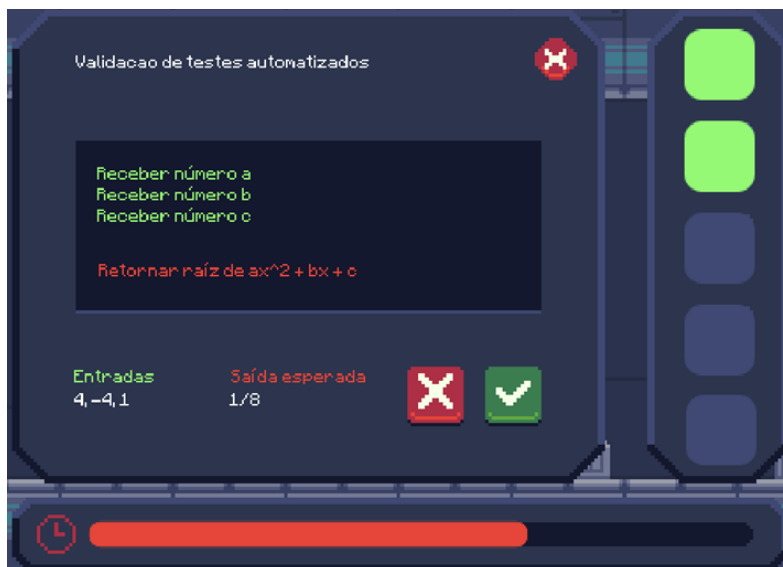 Validacao de testes automatizados
Receber número a
Receber número b
Receber número c
Retornar raíz de ax^2 + bx + c
Entradas
4,-4,1
Saída esperada
1/8